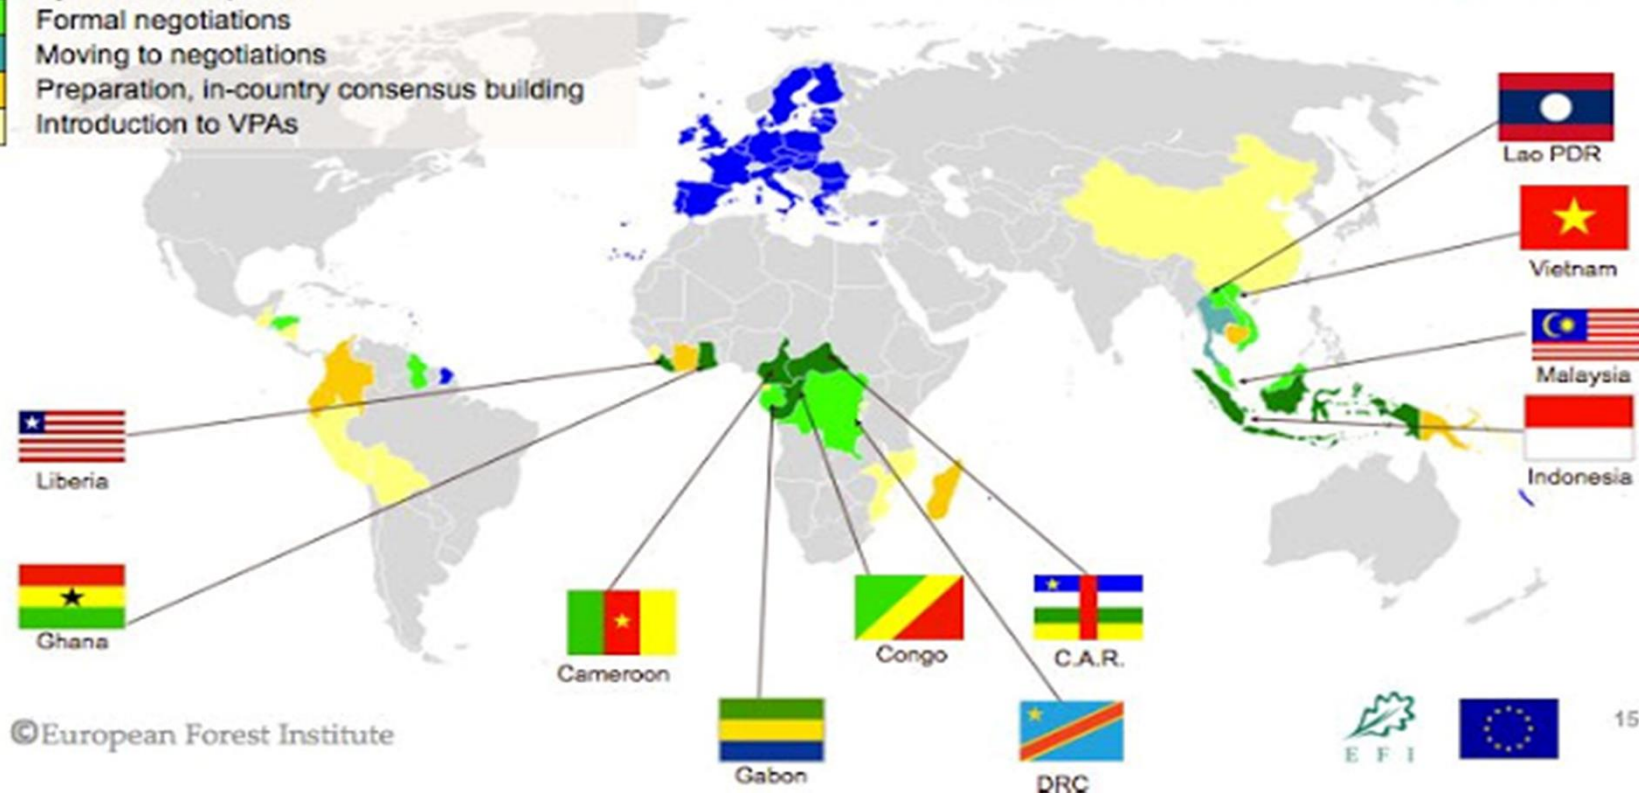 Formal negotiations
Moving to negotiations
Preparation, in-country consensus building
Introduction to VPAs
Lao PDR
Vietnam
Malaysia
Indonesia
Liberia
Ghana
Cameroon
Congo
C.A.R.
Gabon
DRC
©European Forest Institute
E F I
15